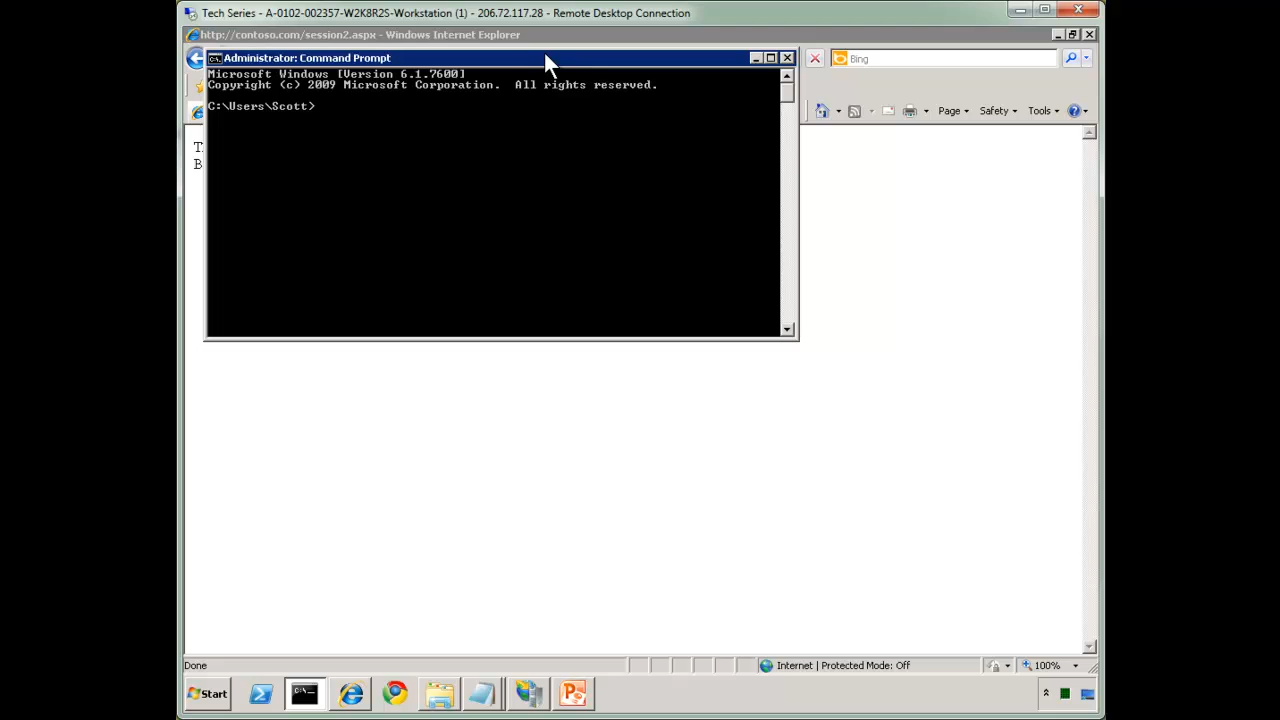 Tech Series - A-0102-002357-W2K8R2S-Workstation (1) - 206.72.117.28 - Remote Desktop Connection
http://contoso.com/session2.aspx - Windows Internet Explorer
Administrator: Command Prompt
Bing
Microsoft Windows [Version 6.1.7600]
Copyright (c) 2009 Microsoft Corporation.  All rights reserved.
C:\Users\Scott>
Page Safety Tools
T
B
Done
Internet | Protected Mode: Off
100%
Start